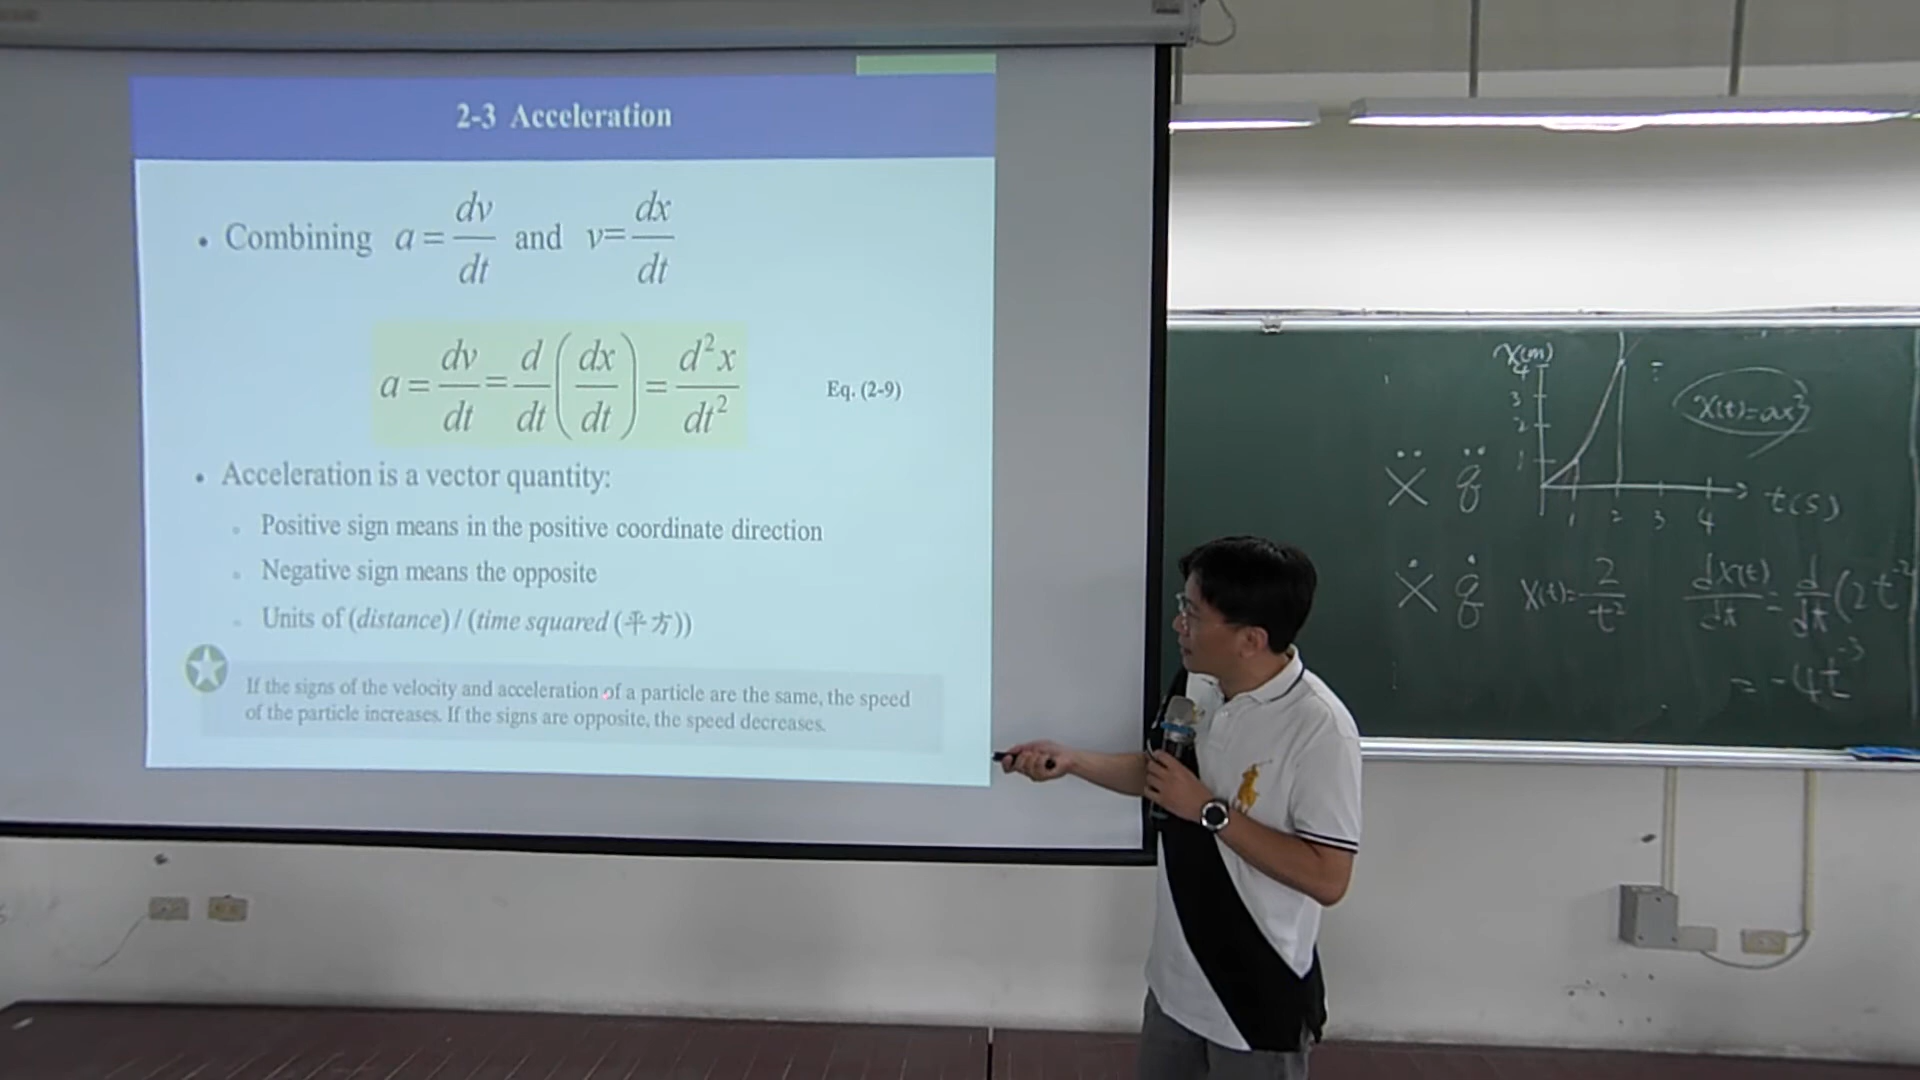 2-3 Acceleration
• Combining a = dv/dt and v= dx/dt
a = dv/dt = d/dt (dx/dt) = d²x/dt² Eq. (2-9)
• Acceleration is a vector quantity:
Positive sign means in the positive coordinate direction
Negative sign means the opposite
Units of (distance) / (time squared (平方))
If the signs of the velocity and acceleration of a particle are the same, the speed
of the particle increases. If the signs are opposite, the speed decreases.
x(m)
4
3
2
1
1 2 3 4
t(s)
ẍ q̈
ẋ q̇
x(t)= 2/t²
dx(t)/dt = d/dt (2t⁻²
= -4t⁻³